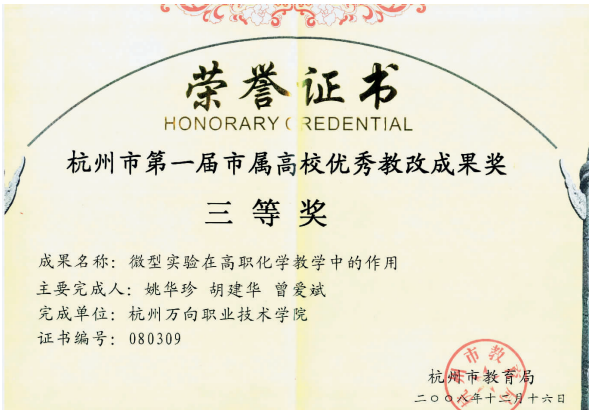 荣誉证书
HONORARY CREDENTIAL
杭州市第一届市属高校优秀教改成果奖
三等奖
成果名称：微型实验在高职化学教学中的作用
主要完成人：姚华珍 胡建华 曾爱斌
完成单位：杭州万向职业技术学院
证书编号：080309
杭州市教育局
二〇〇八年十二月十六日